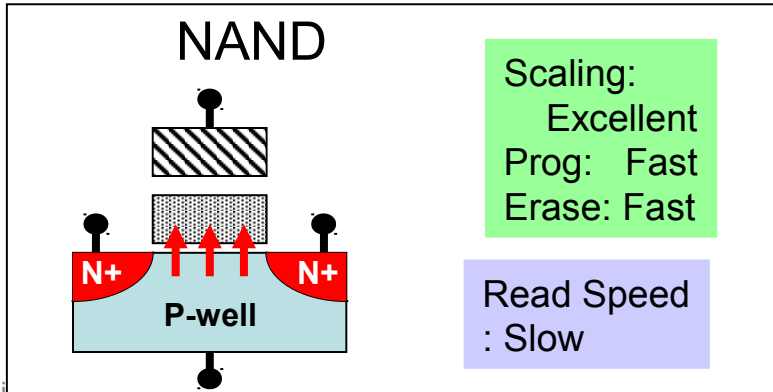 NAND
Scaling:
Excellent
Prog: Fast
Erase: Fast
N+ N+
P-well
Read Speed
: Slow